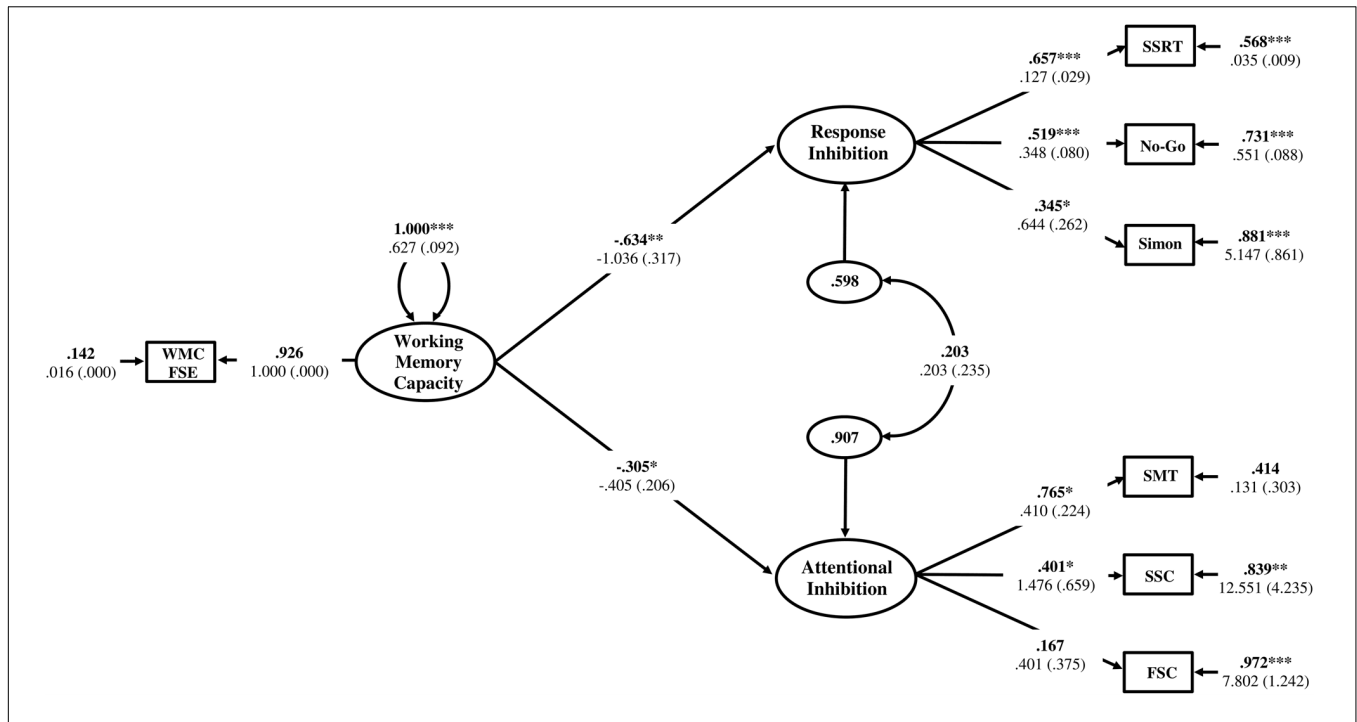 SSRT
.568***
.035 (.009)
.657***
.127 (.029)
Response
Inhibition
.519***
.348 (.080)
No-Go
.731***
.551 (.088)
.345*
.644 (.262)
Simon
.881***
5.147 (.861)
1.000***
.627 (.092)
-.634**
-1.036 (.317)
.598
Working
Memory
Capacity
.142
.016 (.000)
WMC
FSE
.926
1.000 (.000)
.203
.203 (.235)
.907
-.305*
-.405 (.206)
SMT
.414
.131 (.303)
.765*
.410 (.224)
Attentional
Inhibition
.401*
1.476 (.659)
SSC
.839**
12.551 (4.235)
.167
.401 (.375)
FSC
.972***
7.802 (1.242)